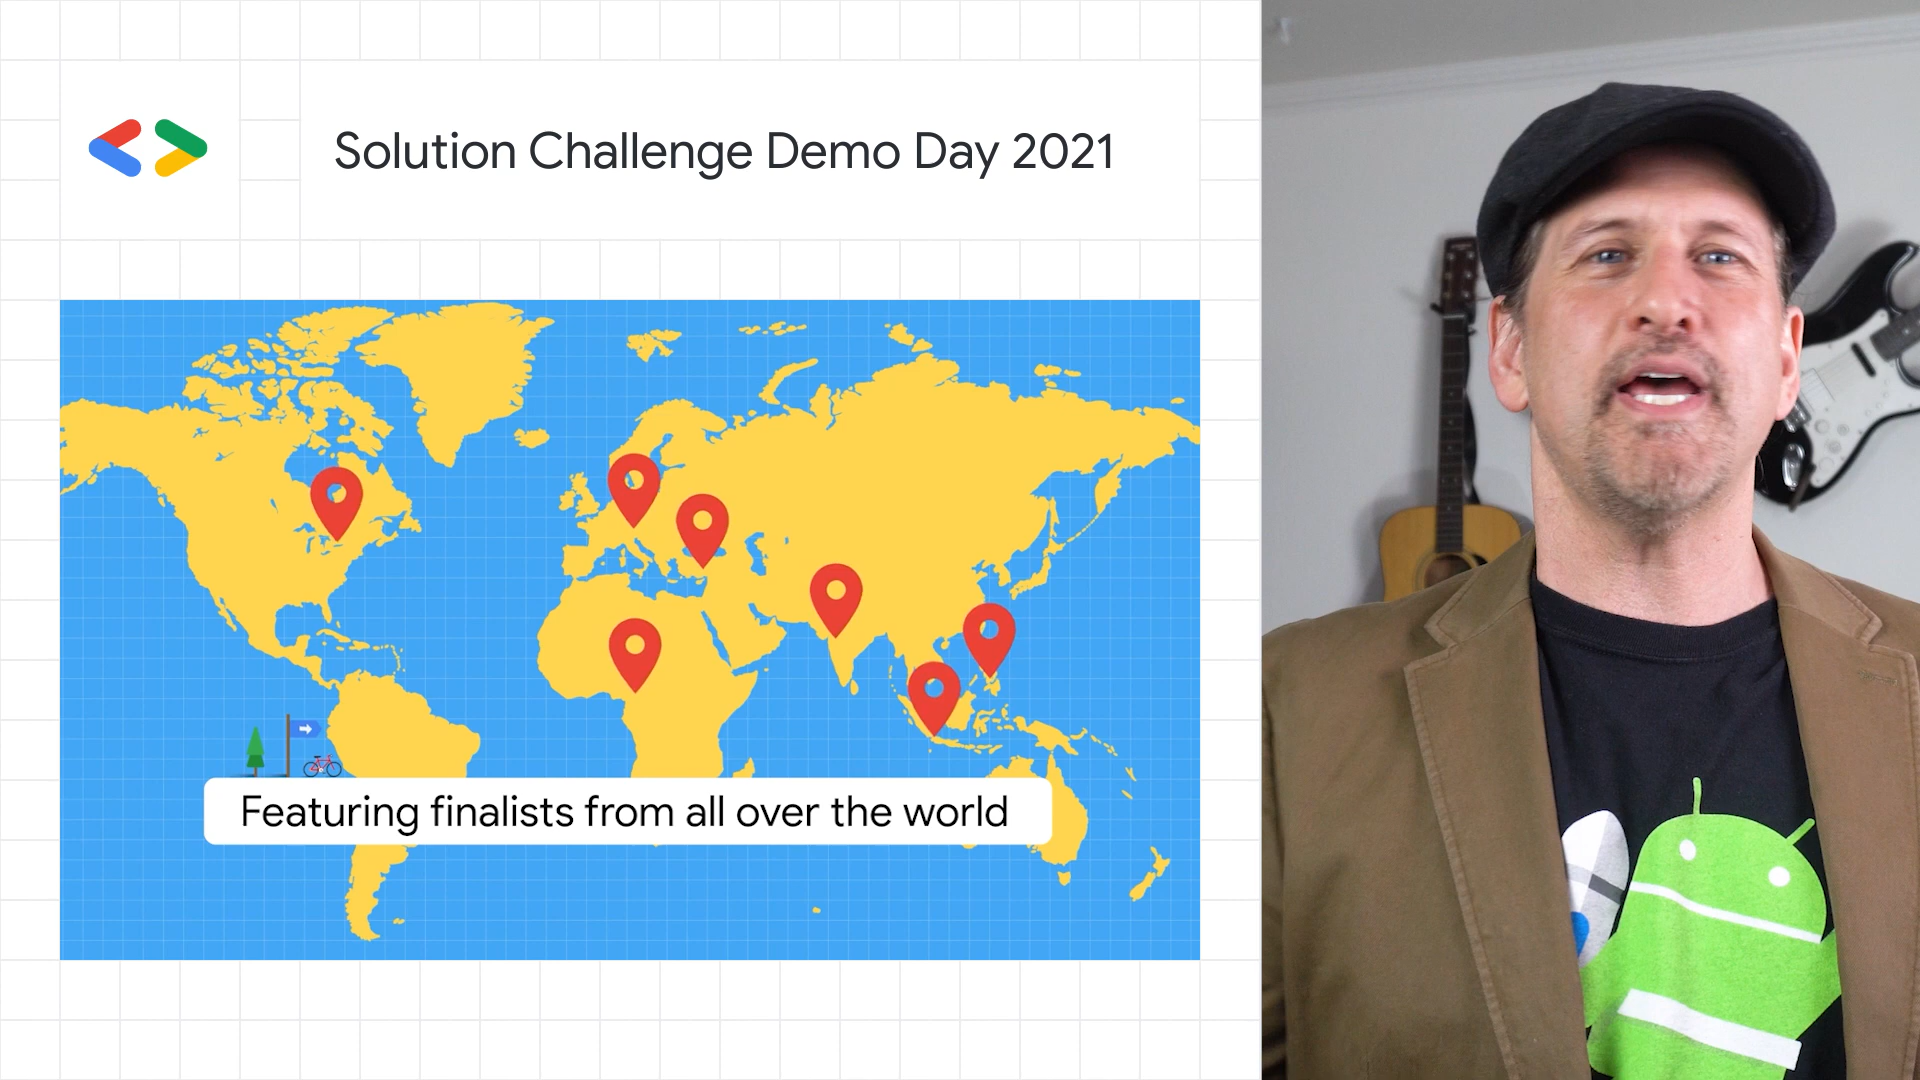 Solution Challenge Demo Day 2021
Featuring finalists from all over the world